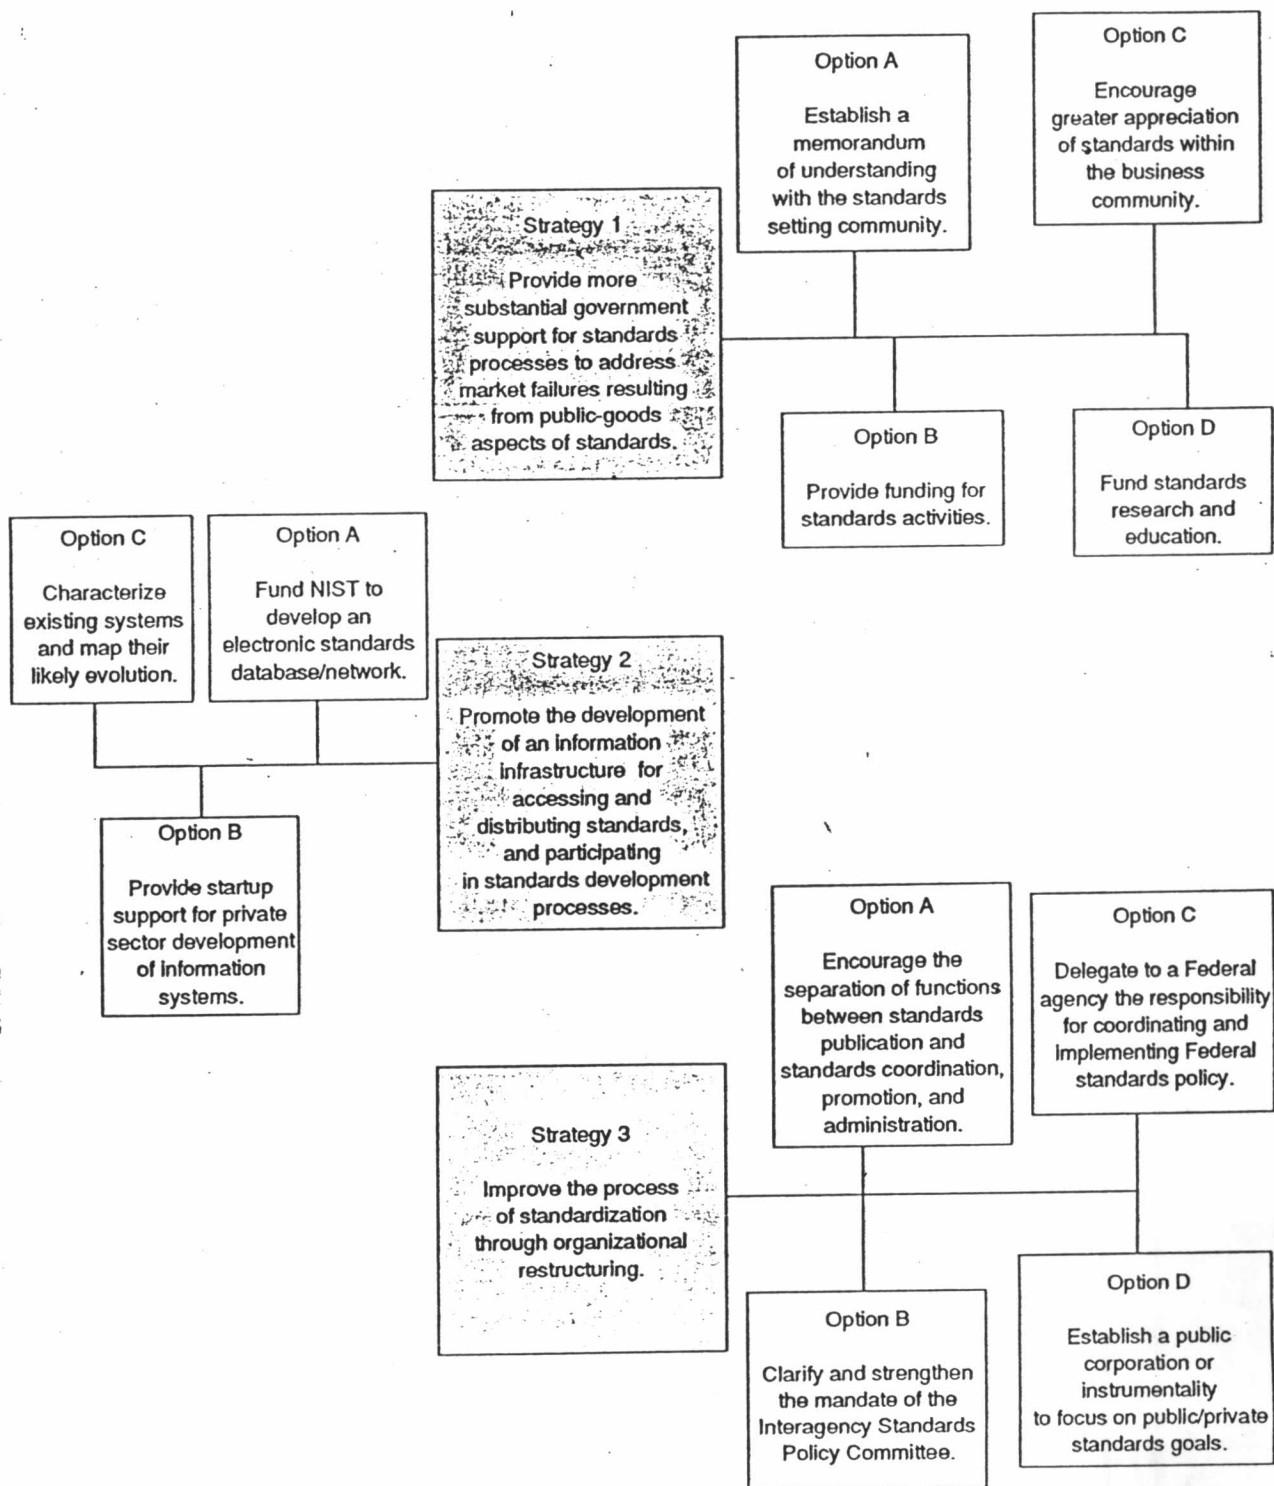 Strategy 1
Provide more
substantial government
support for standards
processes to address
market failures resulting
from public-goods
aspects of standards.
Option A
Establish a
memorandum
of understanding
with the standards
setting community.
Option B
Provide funding for
standards activities.
Option C
Encourage
greater appreciation
of standards within
the business
community.
Option D
Fund standards
research and
education.
Strategy 2
Promote the development
of an information
infrastructure for
accessing and
distributing standards,
and participating
in standards development
processes.
Option A
Fund NIST to
develop an
electronic standards
database/network.
Option B
Provide startup
support for private
sector development
of information
systems.
Option C
Characterize
existing systems
and map their
likely evolution.
Strategy 3
Improve the process
of standardization
through organizational
restructuring.
Option A
Encourage the
separation of functions
between standards
publication and
standards coordination,
promotion, and
administration.
Option B
Clarify and strengthen
the mandate of the
Interagency Standards
Policy Committee.
Option C
Delegate to a Federal
agency the responsibility
for coordinating and
implementing Federal
standards policy.
Option D
Establish a public
corporation or
instrumentality
to focus on public/private
standards goals.